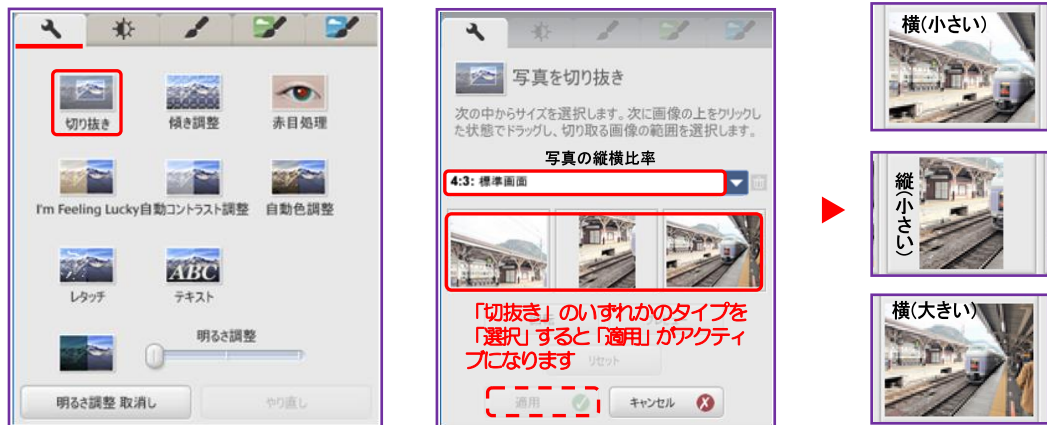 切り抜き
傾き調整
赤目処理
I'm Feeling Lucky
自動コントラスト調整
自動色調整
レタッチ
ABC
テキスト
明るさ調整
明るさ調整 取消し
やり直し
写真を切り抜き
次の中からサイズを選択します。次に画像の上をクリックし
た状態でドラッグし、切り取る画像の範囲を選択します。
写真の縦横比率
4:3: 標準画面
「切抜き」のいずれかのタイプを
「選択」すると「適用」がアクティ
ブになります
リセット
適用
キャンセル
横(小さい)
縦(小さい)
横(大きい)